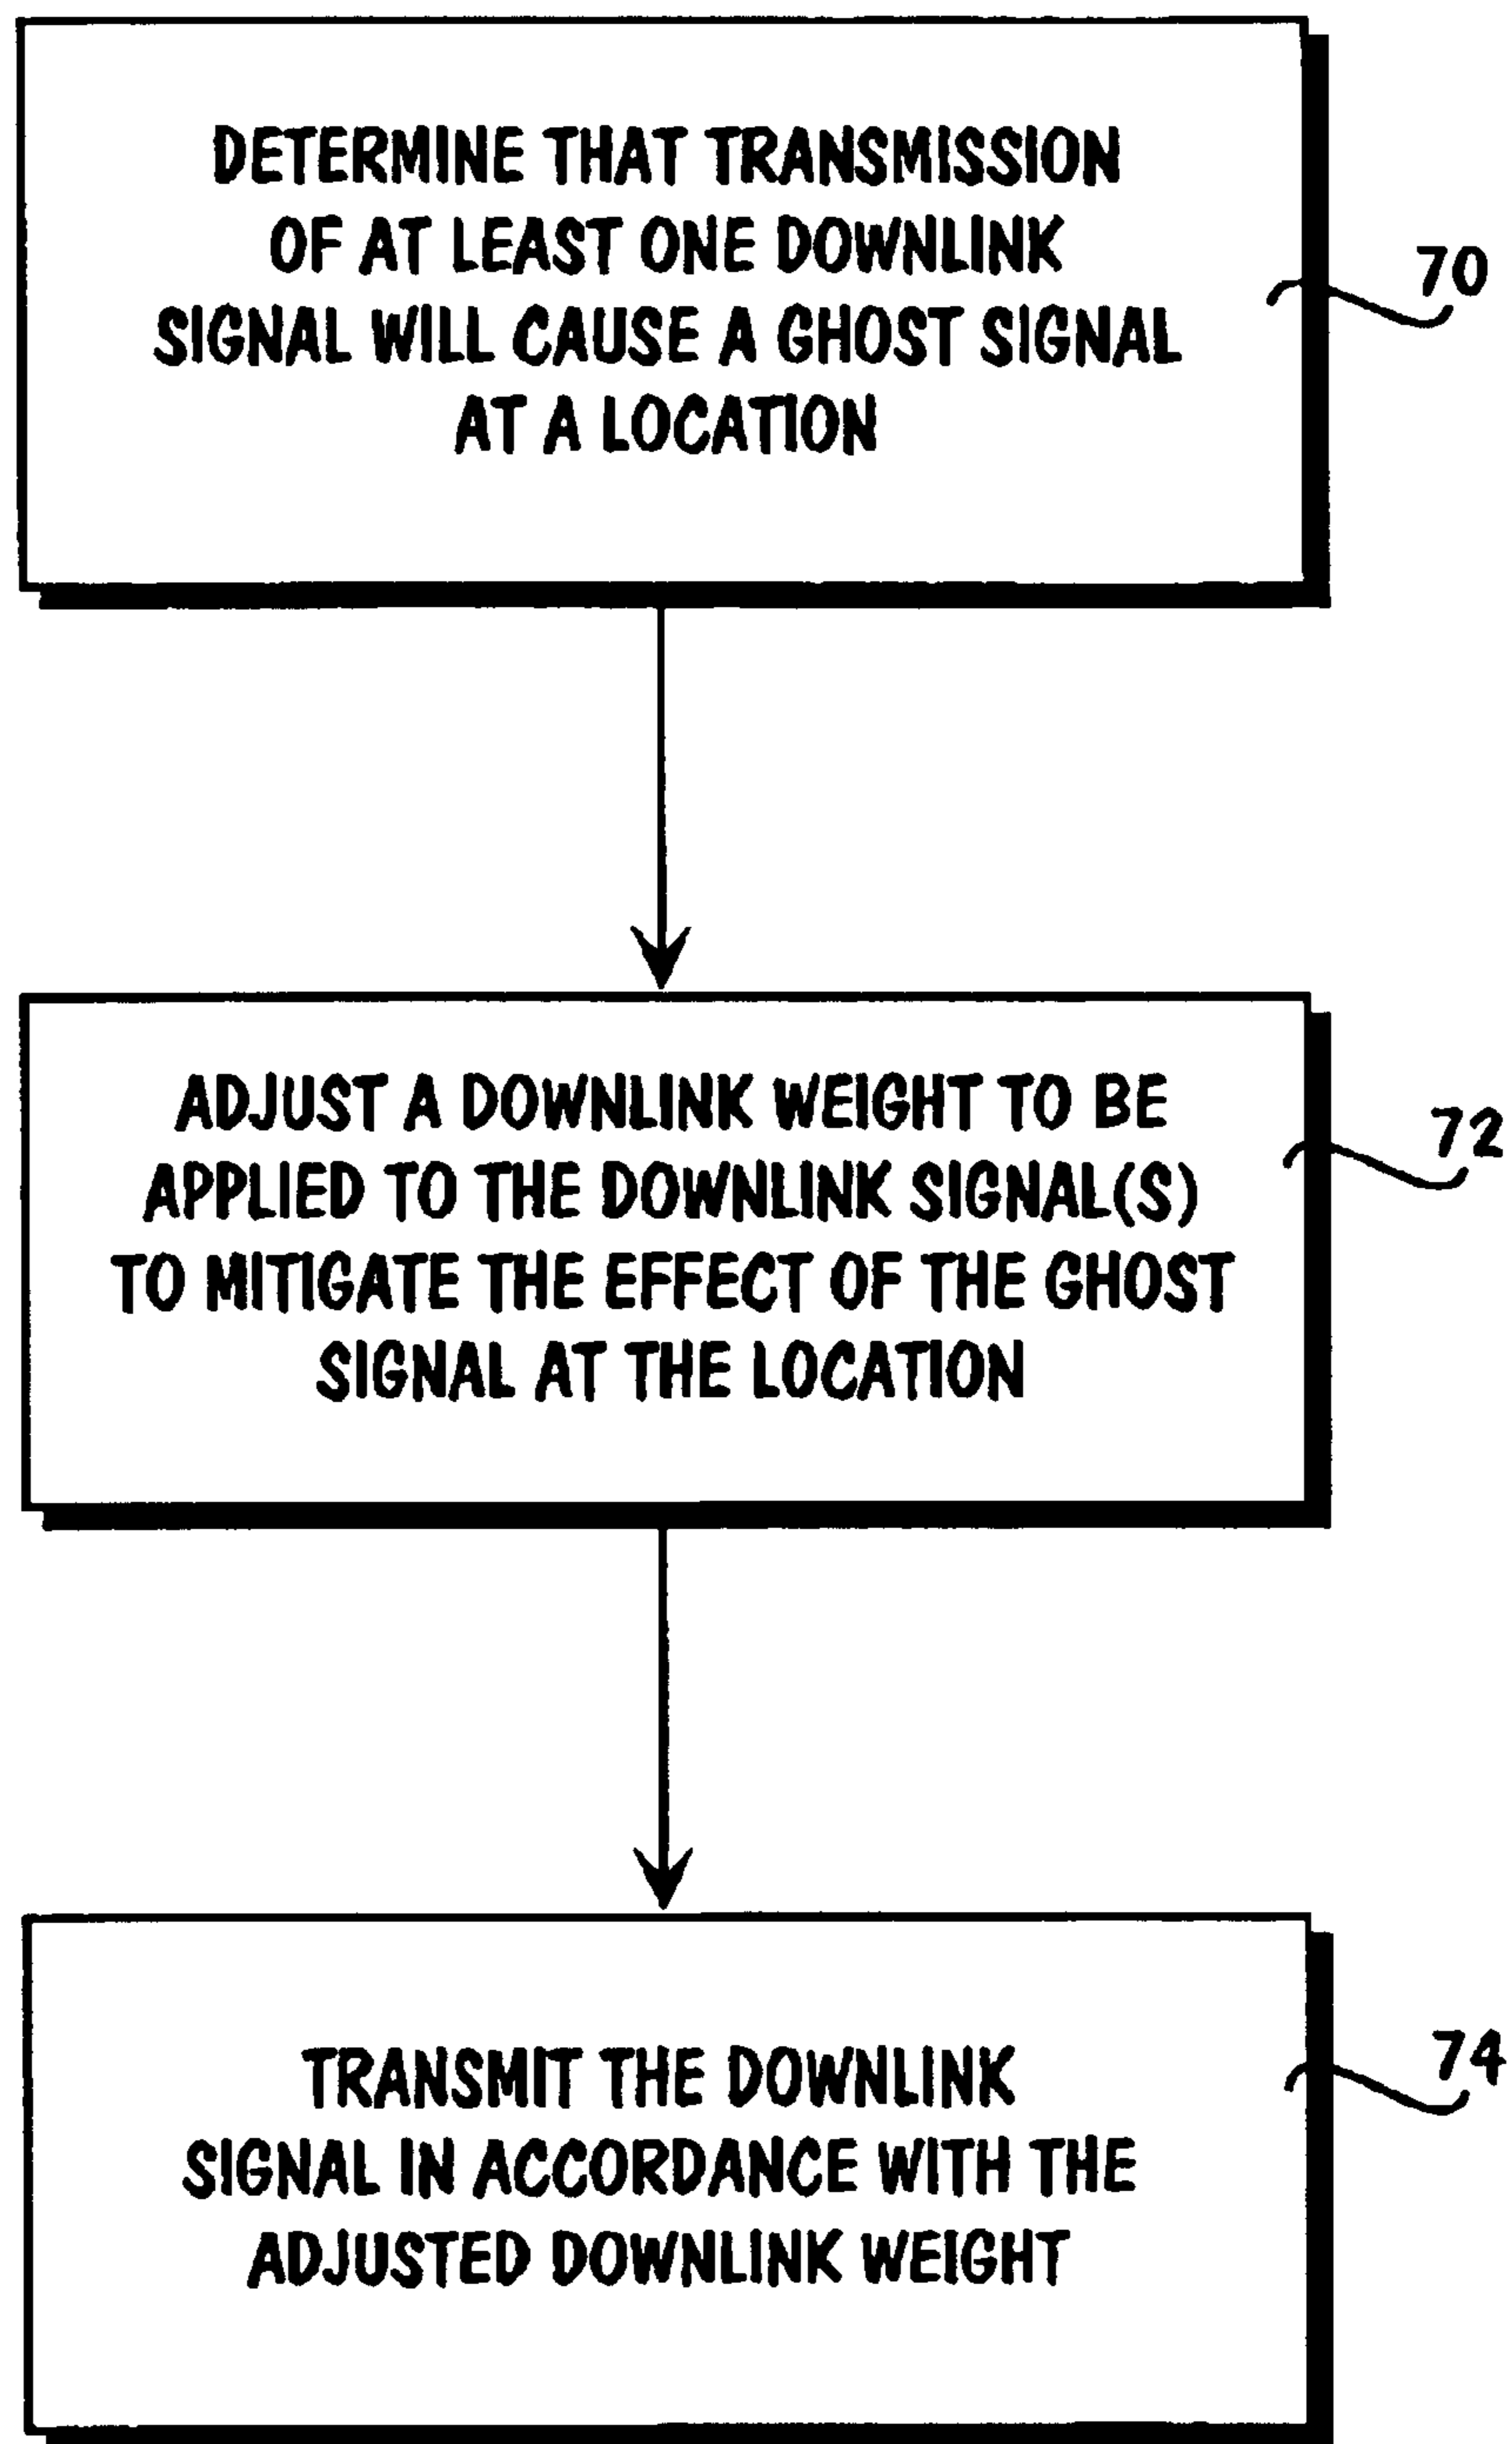 DETERMINE THAT TRANSMISSION
OF AT LEAST ONE DOWNLINK
SIGNAL WILL CAUSE A GHOST SIGNAL
AT A LOCATION
70
ADJUST A DOWNLINK WEIGHT TO BE
APPLIED TO THE DOWNLINK SIGNAL(S)
TO MITIGATE THE EFFECT OF THE GHOST
SIGNAL AT THE LOCATION
72
TRANSMIT THE DOWNLINK
SIGNAL IN ACCORDANCE WITH THE
ADJUSTED DOWNLINK WEIGHT
74